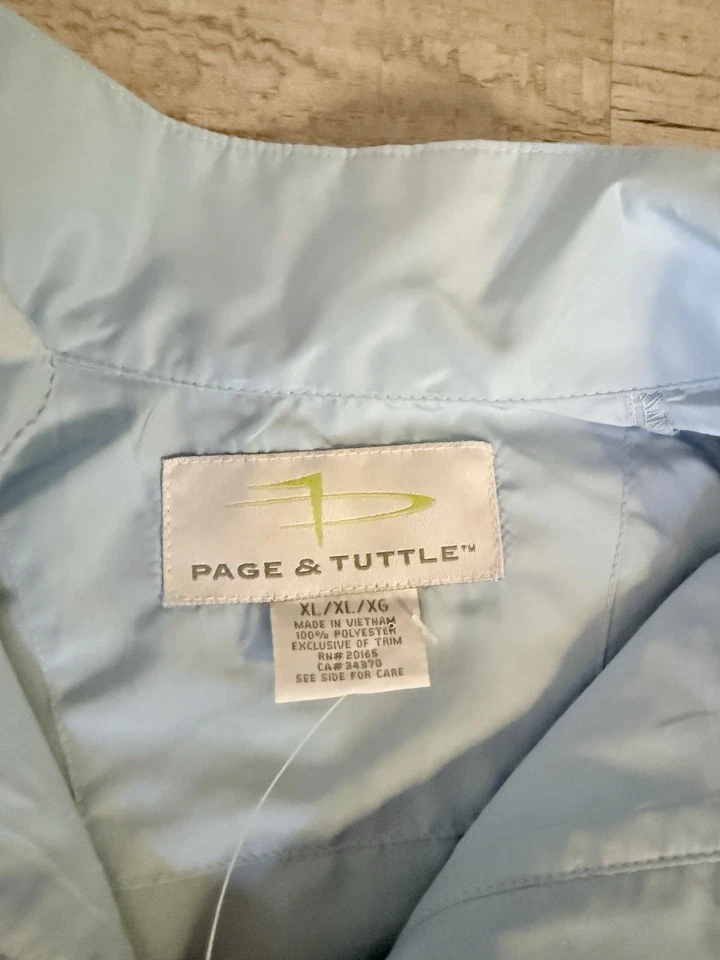 PAGE & TUTTLE™
XL/XL/XG
MADE IN VIETNAM
100% POLYESTER
EXCLUSIVE OF TRIM
RN# 20165
CA# 34370
SEE SIDE FOR CARE